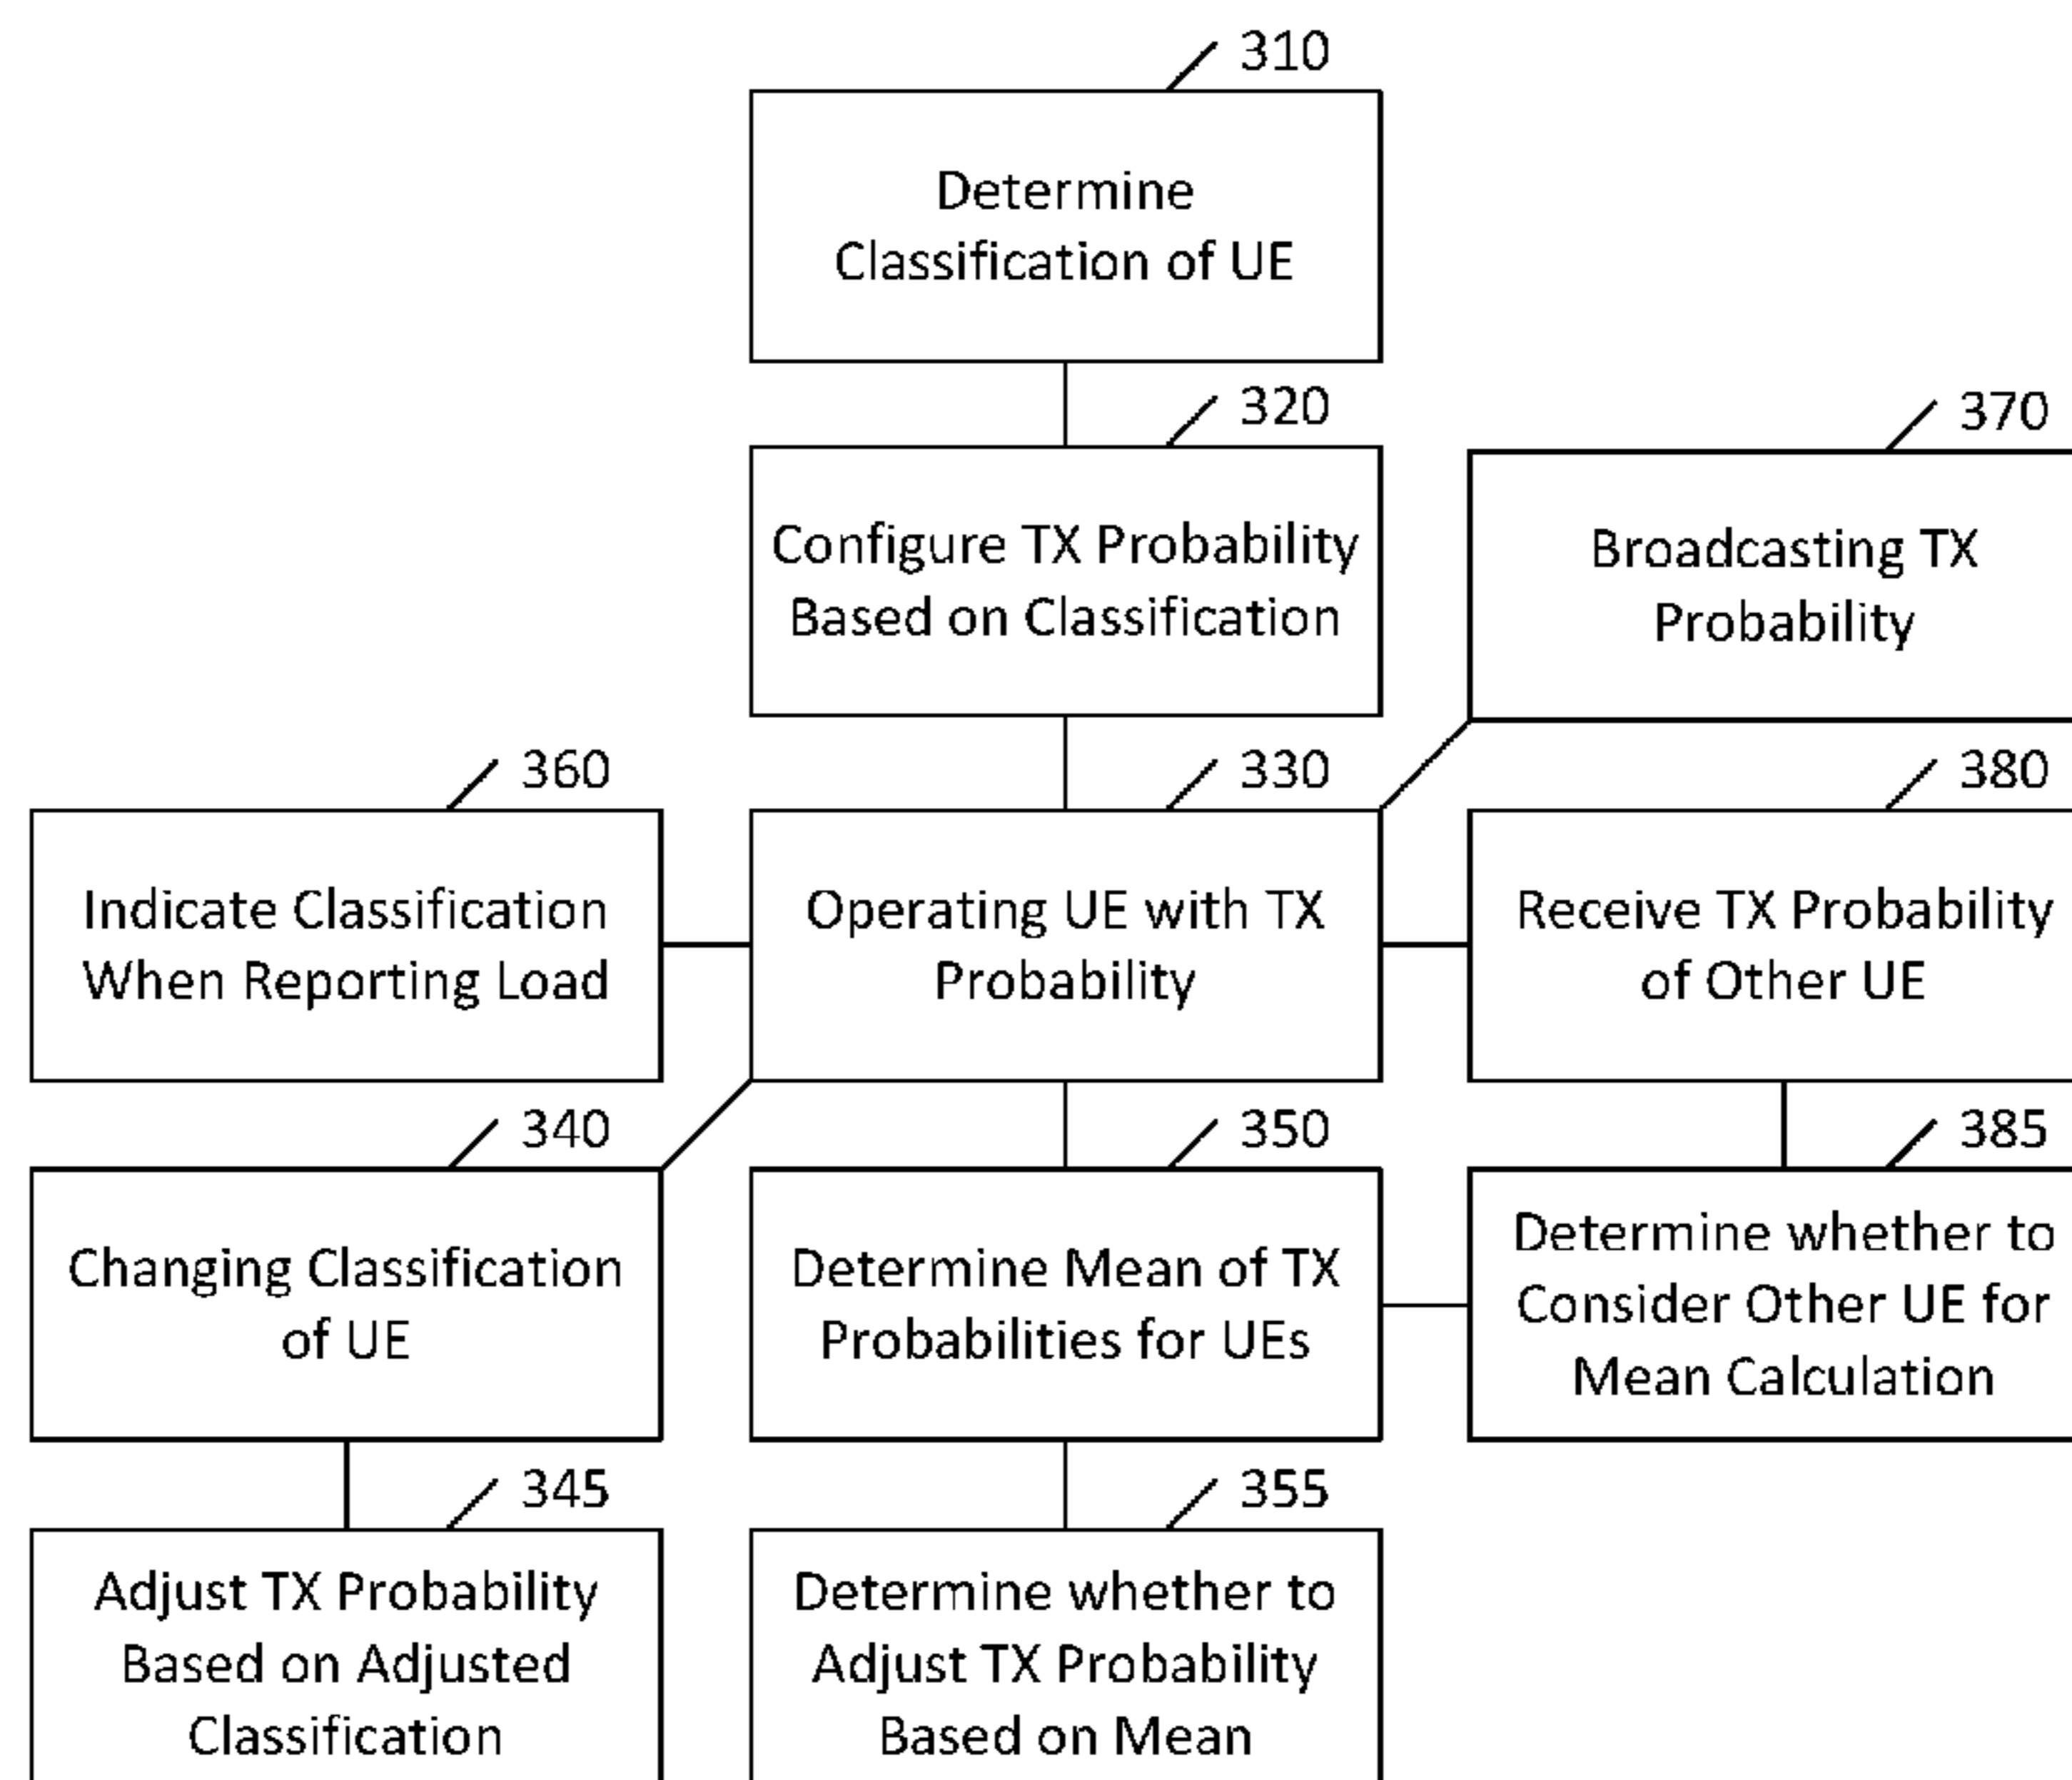 310
Determine
Classification of UE
320
Configure TX Probability
Based on Classification
370
Broadcasting TX
Probability
360
Indicate Classification
When Reporting Load
330
Operating UE with TX
Probability
380
Receive TX Probability
of Other UE
340
Changing Classification
of UE
350
Determine Mean of TX
Probabilities for UEs
385
Determine whether to
Consider Other UE for
Mean Calculation
345
Adjust TX Probability
Based on Adjusted
Classification
355
Determine whether to
Adjust TX Probability
Based on Mean